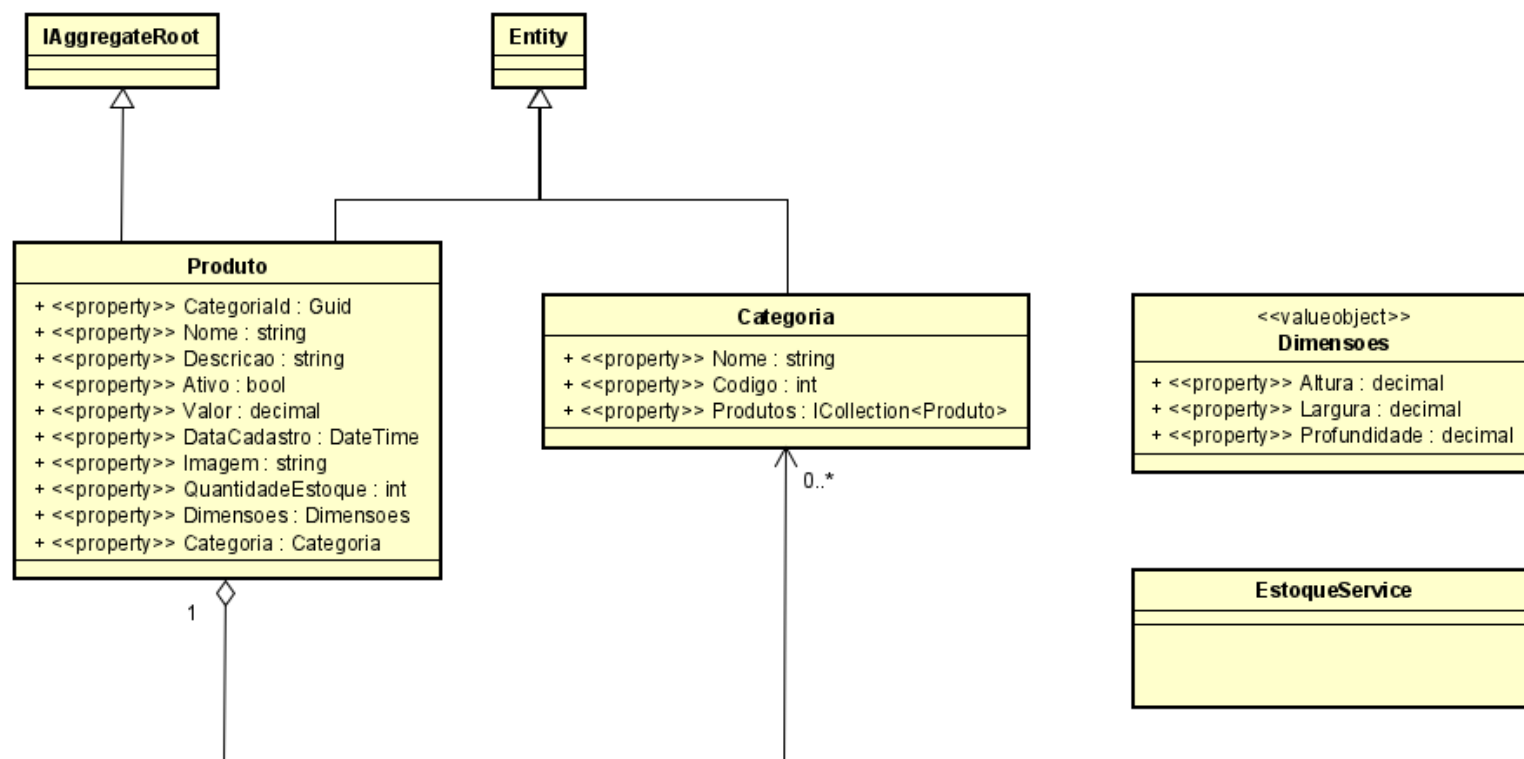 IAggregateRoot
Entity
Produto
+ <<property>> CategoriaId : Guid
+ <<property>> Nome : string
+ <<property>> Descricao : string
+ <<property>> Ativo : bool
+ <<property>> Valor : decimal
+ <<property>> DataCadastro : DateTime
+ <<property>> Imagem : string
+ <<property>> QuantidadeEstoque : int
+ <<property>> Dimensoes : Dimensoes
+ <<property>> Categoria : Categoria
1
Categoria
+ <<property>> Nome : string
+ <<property>> Codigo : int
+ <<property>> Produtos : ICollection<Produto>
0..*
<<valueobject>>
Dimensoes
+ <<property>> Altura : decimal
+ <<property>> Largura : decimal
+ <<property>> Profundidade : decimal
EstoqueService